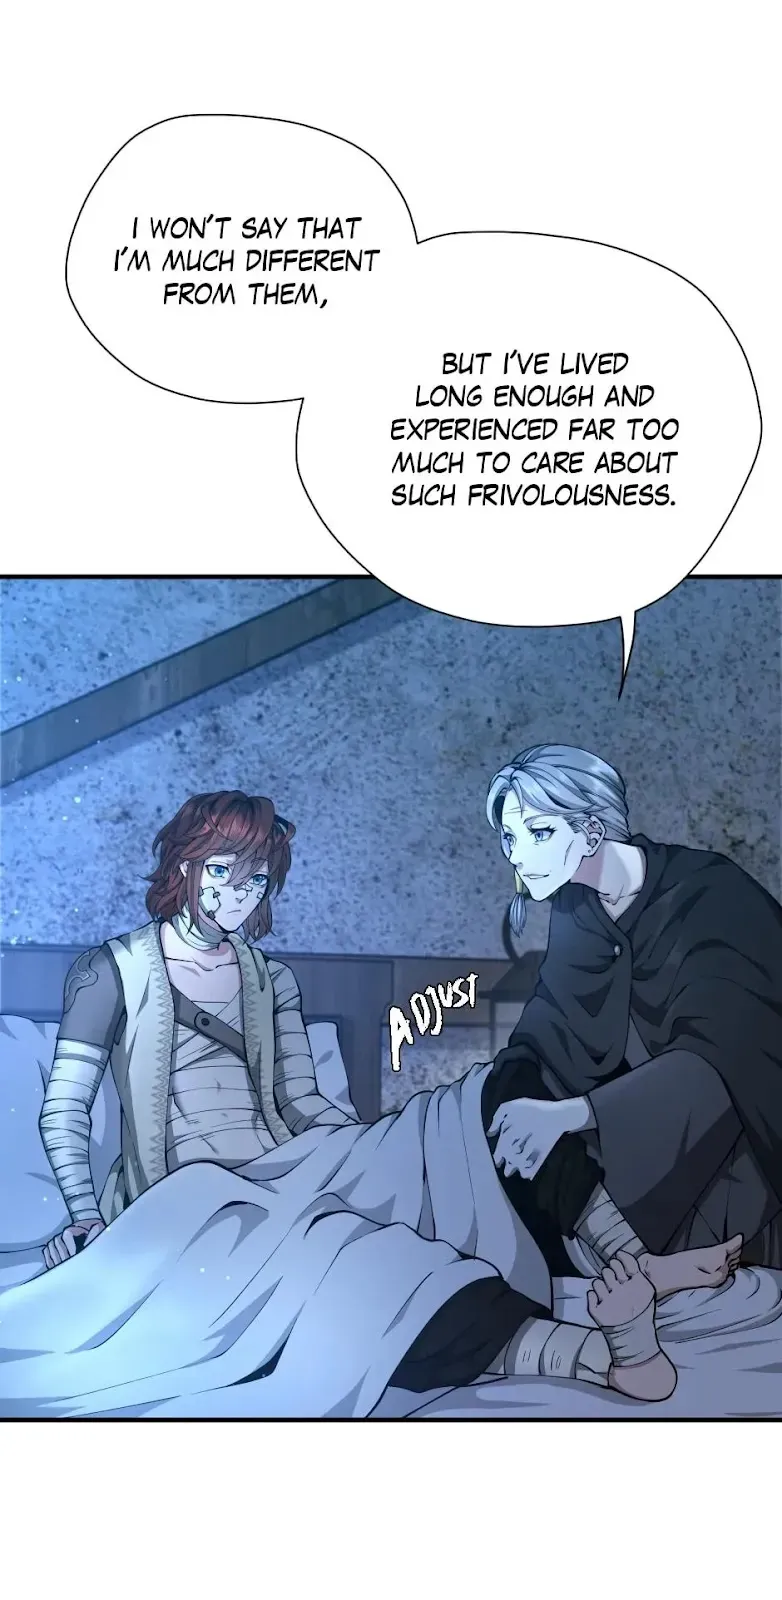 I WON'T SAY THAT
I'M MUCH DIFFERENT
FROM THEM,
BUT I'VE LIVED
LONG ENOUGH AND
EXPERIENCED FAR TOO
MUCH TO CARE ABOUT
SUCH FRIVOLOUSNESS.
ADJUST